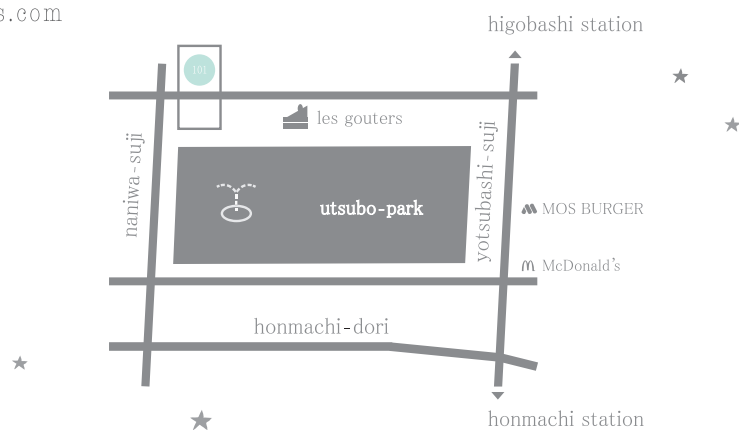 s.com
higobashi station
101
les gouters
naniwa-suji
yotsubashi-suji
utsubo-park
MOS BURGER
McDonald's
honmachi-dori
honmachi station